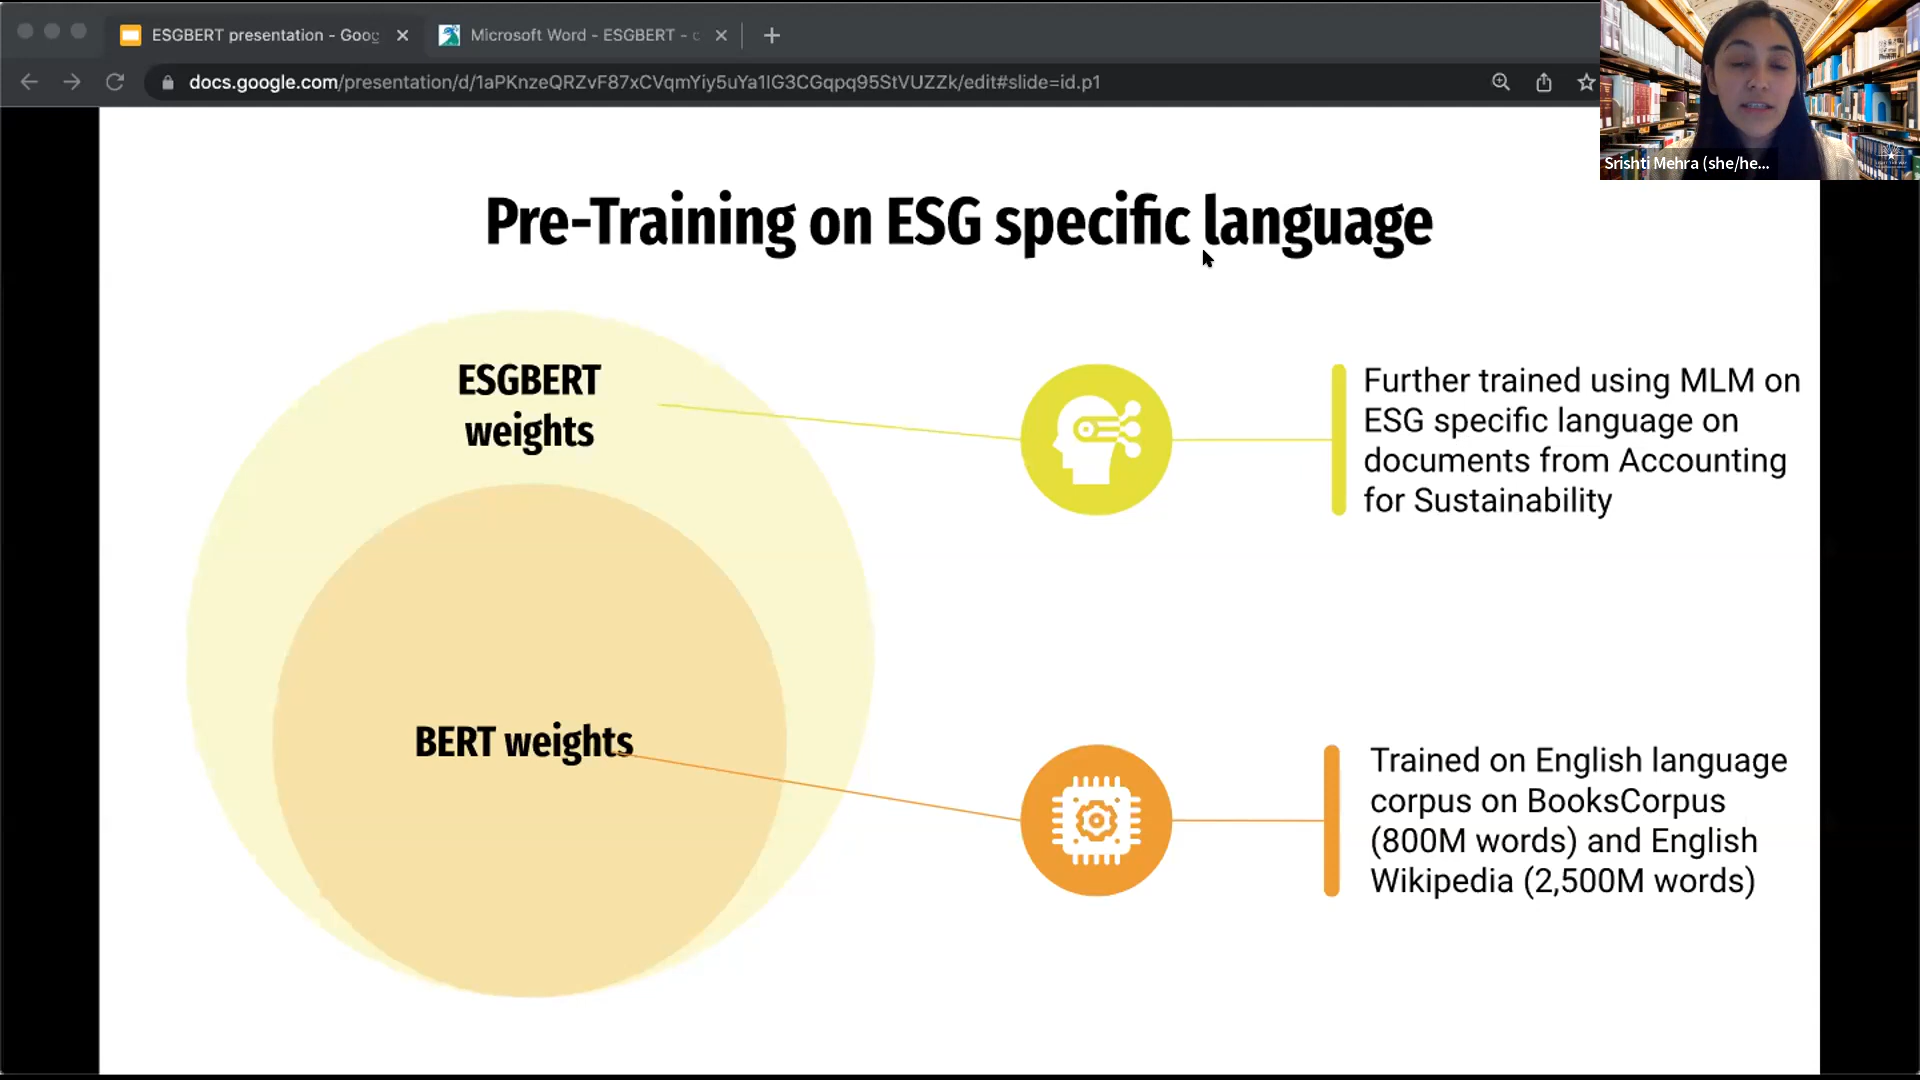 ESGBERT presentation - Goog
Microsoft Word - ESGBERT - c
docs.google.com/presentation/d/1aPKnzeQRZvF87xCVqmYiy5uYa1lG3CGqpq95StVUZZk/edit#slide=id.p1
Srishti Mehra (she/he...
Pre-Training on ESG specific language
ESGBERT
weights
Further trained using MLM on
ESG specific language on
documents from Accounting
for Sustainability
BERT weights
Trained on English language
corpus on BooksCorpus
(800M words) and English
Wikipedia (2,500M words)